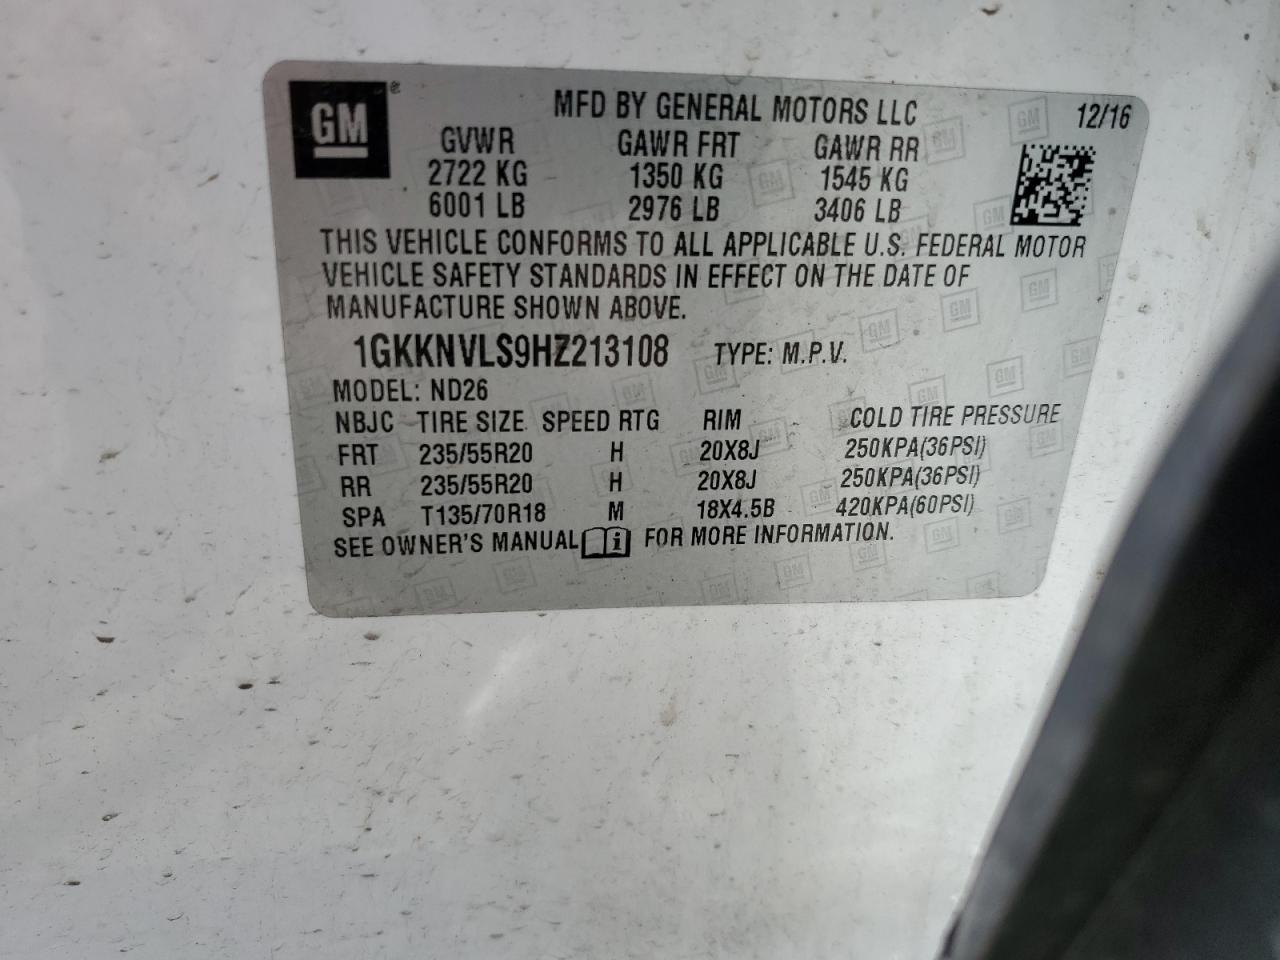 GM ®
MFD BY GENERAL MOTORS LLC 12/16
GVWR GAWR FRT GAWR RR
2722 KG 1350 KG 1545 KG
6001 LB 2976 LB 3406 LB
THIS VEHICLE CONFORMS TO ALL APPLICABLE U.S. FEDERAL MOTOR
VEHICLE SAFETY STANDARDS IN EFFECT ON THE DATE OF
MANUFACTURE SHOWN ABOVE.
1GKKNVLS9HZ213108 TYPE: M.P.V.
MODEL: ND26
NBJC TIRE SIZE SPEED RTG RIM COLD TIRE PRESSURE
FRT 235/55R20 H 20X8J 250KPA(36PSI)
RR 235/55R20 H 20X8J 250KPA(36PSI)
SPA T135/70R18 M 18X4.5B 420KPA(60PSI)
SEE OWNER'S MANUAL i FOR MORE INFORMATION.